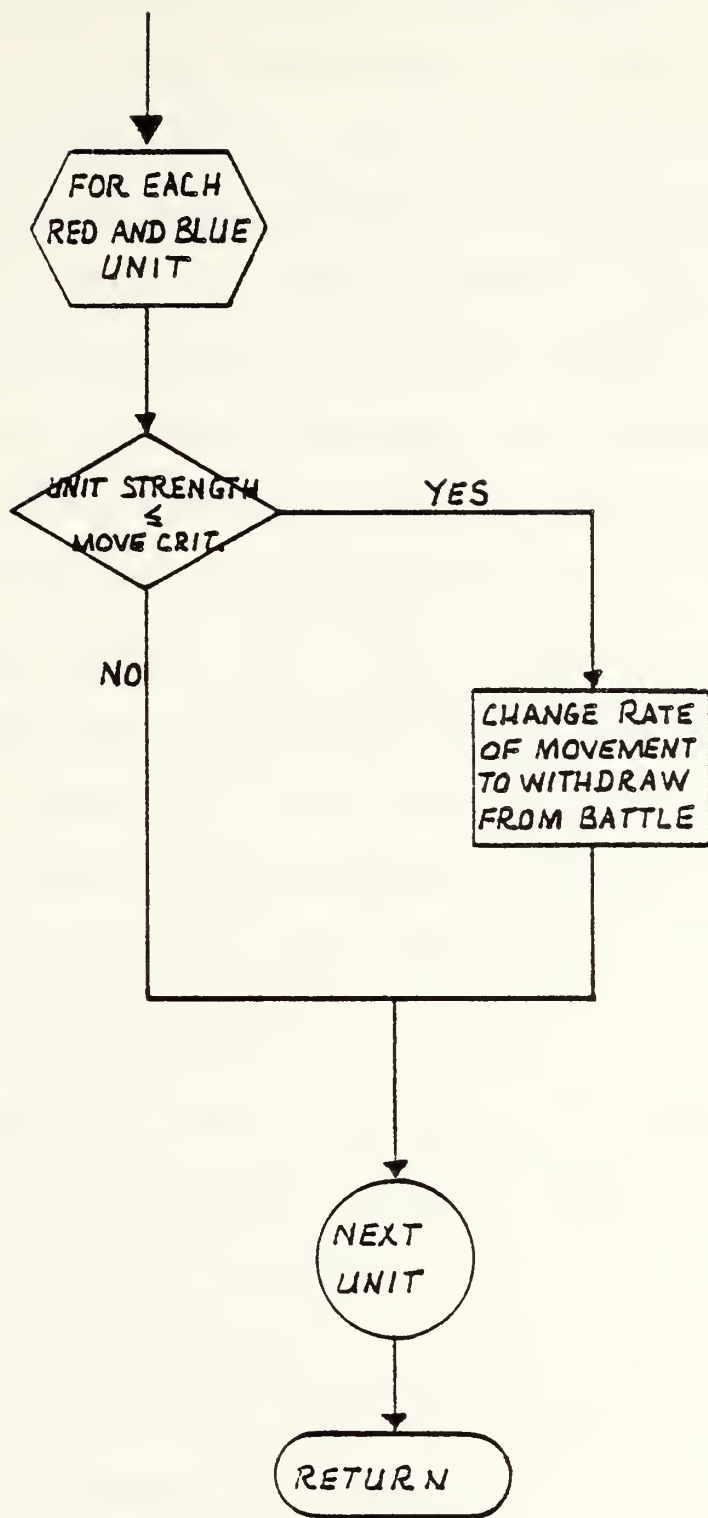 FOR EACH
RED AND BLUE
UNIT
UNIT STRENGTH
≤
MOVE CRIT.
YES
NO
CHANGE RATE
OF MOVEMENT
TO WITHDRAW
FROM BATTLE
NEXT
UNIT
RETURN